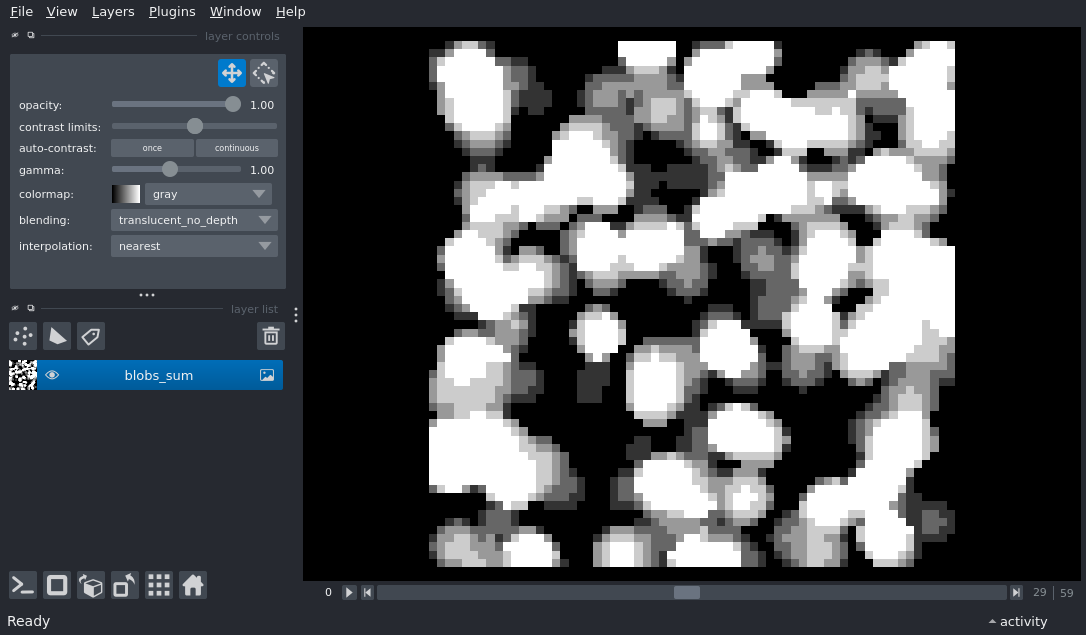 File View Layers Plugins Window Help
layer controls
opacity: 1.00
contrast limits:
auto-contrast: once continuous
gamma: 1.00
colormap: gray
blending: translucent_no_depth
interpolation: nearest
layer list
blobs_sum
0 29 59
Ready activity